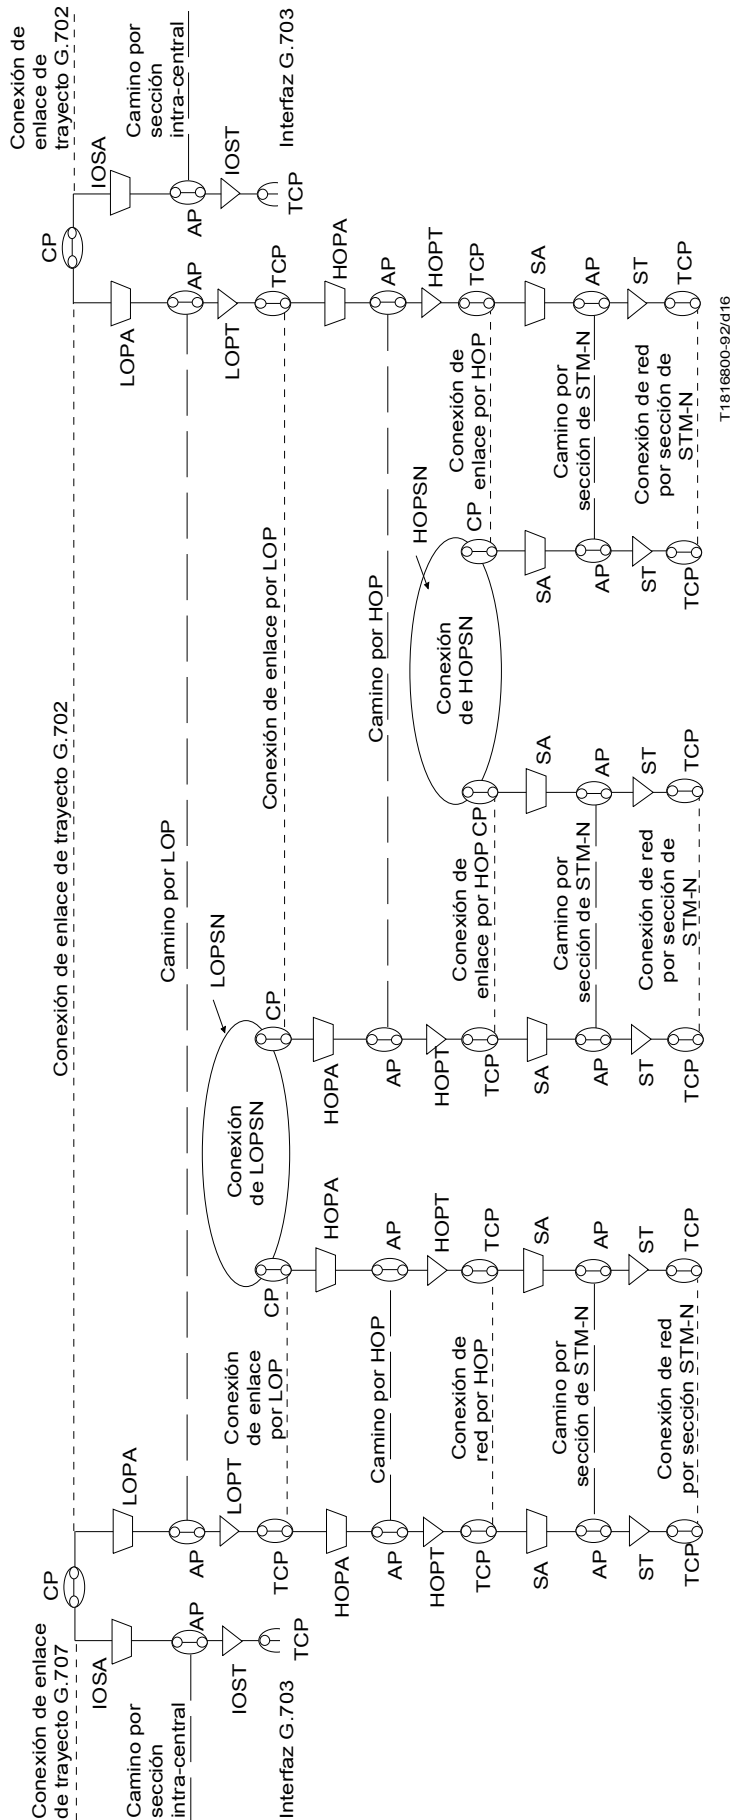 Conexión de enlace
de trayecto G.707
CP
Conexión de enlace de trayecto G.702
CP
Conexión de
enlace de
trayecto G.702
IOSA
LOPA
LOPA
IOSA
Camino por
sección
intra-central
AP
AP
Camino por LOP
AP
AP
Camino por
sección
intra-central
IOST
LOPT
LOPSN
LOPT
IOST
Interfaz G.703
TCP
TCP
Conexión
de enlace
por LOP
CP
Conexión
de LOPSN
CP
Conexión de enlace por LOP
TCP
TCP
Interfaz G.703
HOPA
HOPA
HOPA
HOPA
AP
Camino por HOP
AP
AP
Camino por HOP
AP
HOPT
HOPT
HOPT
HOPSN
HOPT
TCP
Conexión de
red por HOP
TCP
TCP
Conexión de
enlace por HOP
CP
Conexión
de HOPSN
CP
Conexión de
enlace por HOP
TCP
SA
SA
SA
SA
SA
SA
AP
Camino por
sección de STM-N
AP
AP
Camino por
sección de STM-N
AP
AP
Camino por
sección de STM-N
AP
ST
ST
ST
ST
ST
ST
TCP
Conexión de red
por sección STM-N
TCP
TCP
Conexión de red
por sección de
STM-N
TCP
TCP
Conexión de red
por sección de
STM-N
TCP
T1816800-92/d16